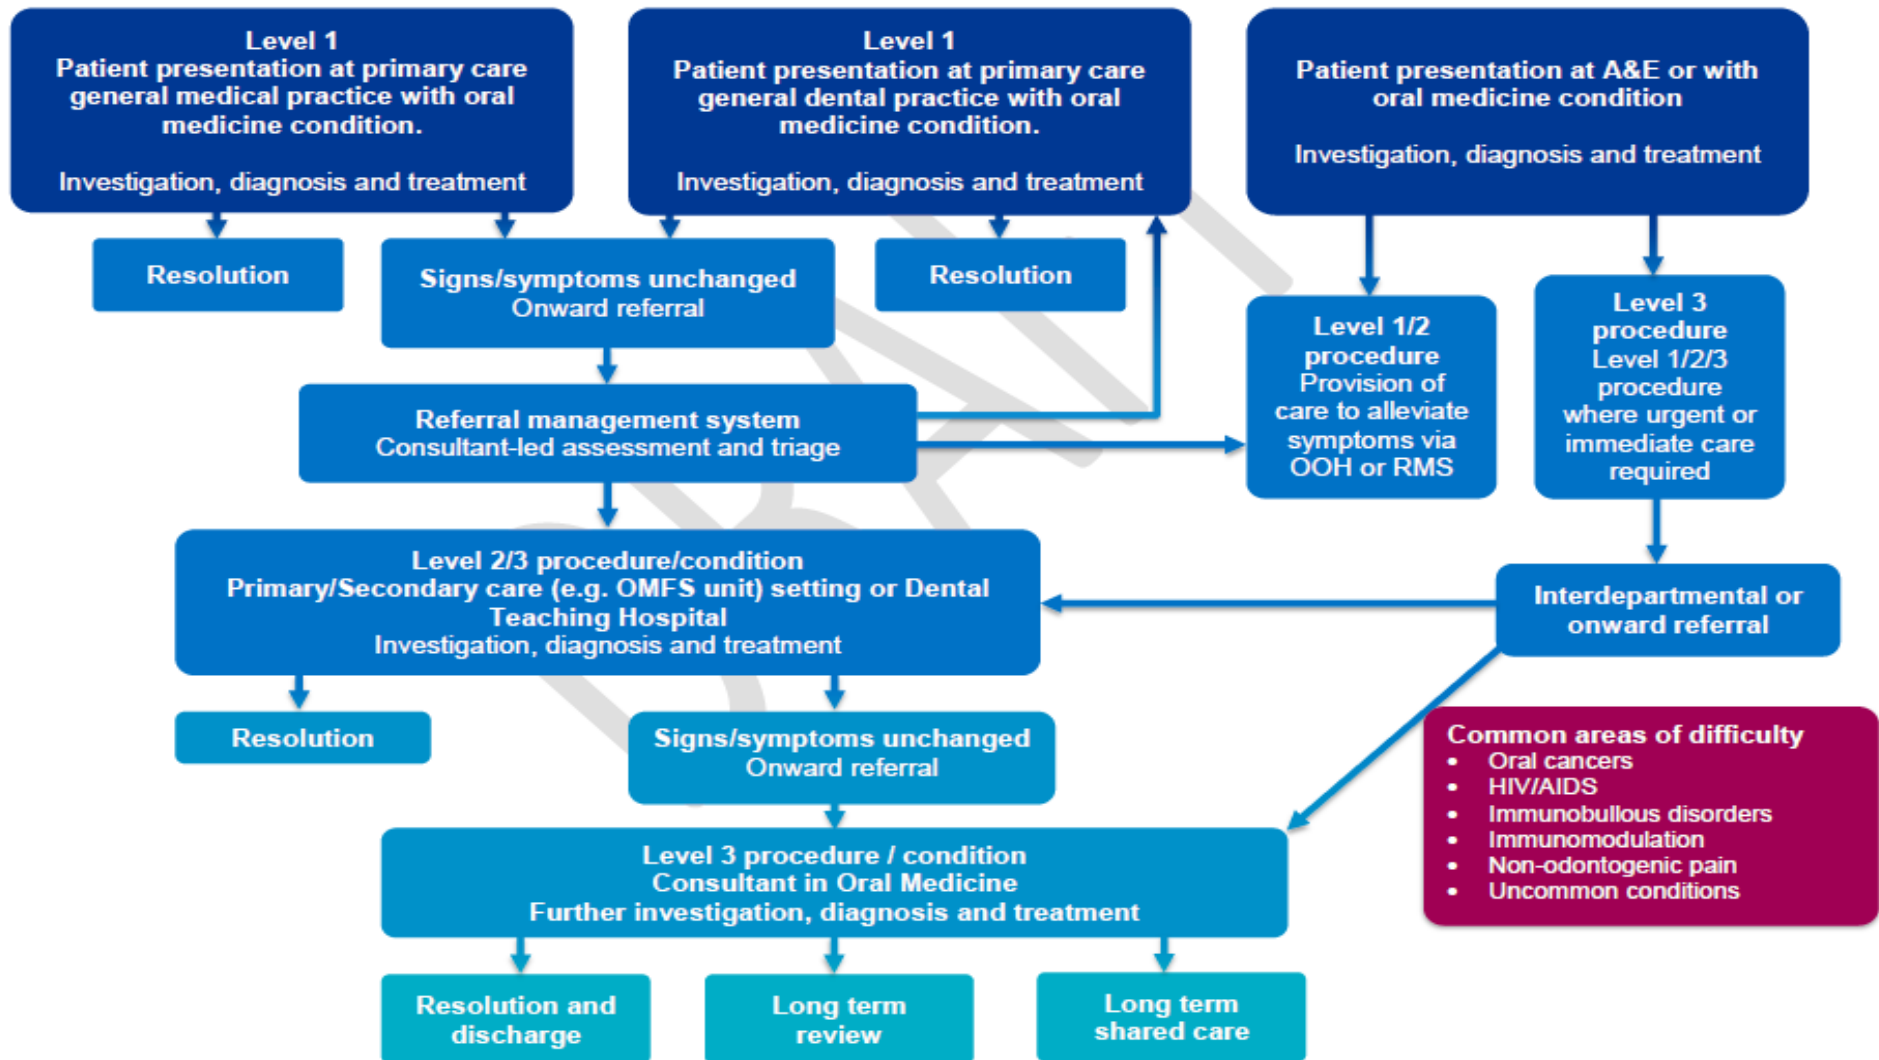 Level 1
Patient presentation at primary care
general medical practice with oral
medicine condition.
Investigation, diagnosis and treatment
Level 1
Patient presentation at primary care
general dental practice with oral
medicine condition.
Investigation, diagnosis and treatment
Patient presentation at A&E or with
oral medicine condition
Investigation, diagnosis and treatment
Resolution
Signs/symptoms unchanged
Onward referral
Resolution
Level 1/2
procedure
Provision of
care to alleviate
symptoms via
OOH or RMS
Level 3
procedure
Level 1/2/3
procedure
where urgent or
immediate care
required
Referral management system
Consultant-led assessment and triage
Level 2/3 procedure/condition
Primary/Secondary care (e.g. OMFS unit) setting or Dental
Teaching Hospital
Investigation, diagnosis and treatment
Interdepartmental or
onward referral
Resolution
Signs/symptoms unchanged
Onward referral
Common areas of difficulty
• Oral cancers
• HIV/AIDS
• Immunobullous disorders
• Immunomodulation
• Non-odontogenic pain
• Uncommon conditions
Level 3 procedure / condition
Consultant in Oral Medicine
Further investigation, diagnosis and treatment
Resolution and
discharge
Long term
review
Long term
shared care
DRAFT